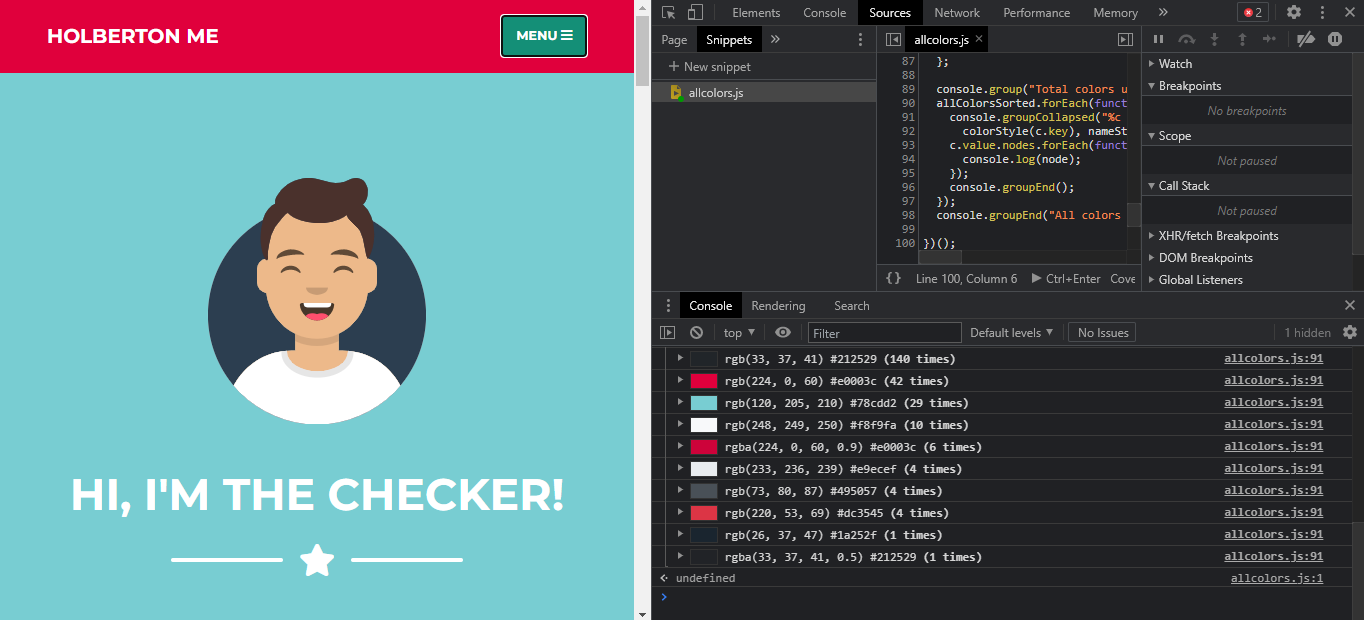 HOLBERTON ME
MENU
HI, I'M THE CHECKER!
Elements Console Sources Network Performance Memory » 2
Page Snippets »
+ New snippet
allcolors.js
allcolors.js ×
87 };
88
89 console.group("Total colors u
90 allColorsSorted.forEach(funct
91 console.groupCollapsed("%c
92 colorStyle(c.key), nameSt
93 c.value.nodes.forEach(funct
94 console.log(node);
95 });
96 console.groupEnd();
97 });
98 console.groupEnd("All colors
99
100 })();
{} Line 100, Column 6 Ctrl+Enter Cove
Watch
Breakpoints
No breakpoints
Scope
Not paused
Call Stack
Not paused
XHR/fetch Breakpoints
DOM Breakpoints
Global Listeners
Console Rendering Search
top Filter Default levels No Issues 1 hidden
rgb(33, 37, 41) #212529 (140 times) allcolors.js:91
rgb(224, 0, 60) #e0003c (42 times) allcolors.js:91
rgb(120, 205, 210) #78cdd2 (29 times) allcolors.js:91
rgb(248, 249, 250) #f8f9fa (10 times) allcolors.js:91
rgba(224, 0, 60, 0.9) #e0003c (6 times) allcolors.js:91
rgb(233, 236, 239) #e9ecef (4 times) allcolors.js:91
rgb(73, 80, 87) #495057 (4 times) allcolors.js:91
rgb(220, 53, 69) #dc3545 (4 times) allcolors.js:91
rgb(26, 37, 47) #1a252f (1 times) allcolors.js:91
rgba(33, 37, 41, 0.5) #212529 (1 times) allcolors.js:91
undefined allcolors.js:1